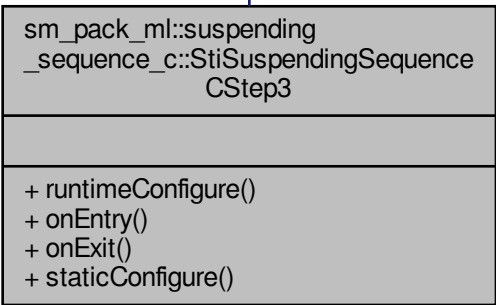 sm_pack_ml::suspending
_sequence_c::StiSuspendingSequence
CStep3
+ runtimeConfigure()
+ onEntry()
+ onExit()
+ staticConfigure()